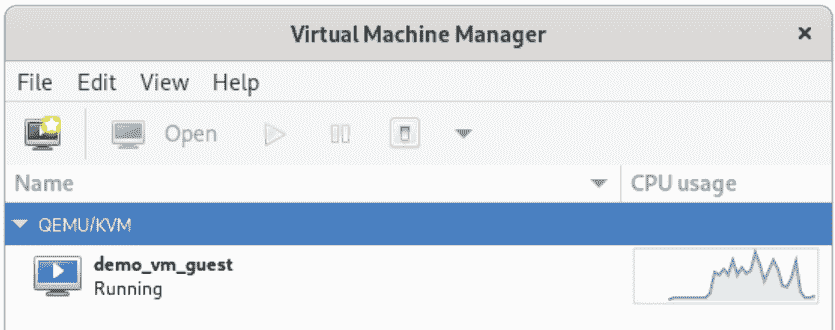 Virtual Machine Manager
File Edit View Help
Open
Name CPU usage
QEMU/KVM
demo_vm_guest
Running